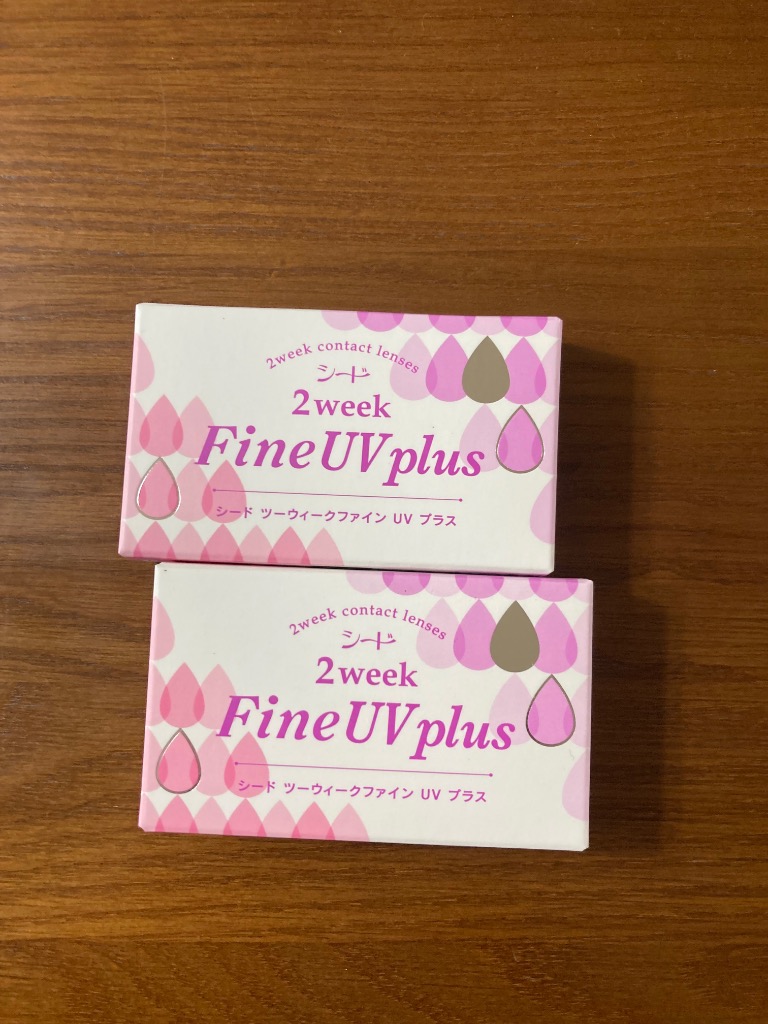 2week contact lenses
シード
2week
Fine UV plus
シード ツーウィークファイン UV プラス
2week contact lenses
シード
2week
Fine UV plus
シード ツーウィークファイン UV プラス